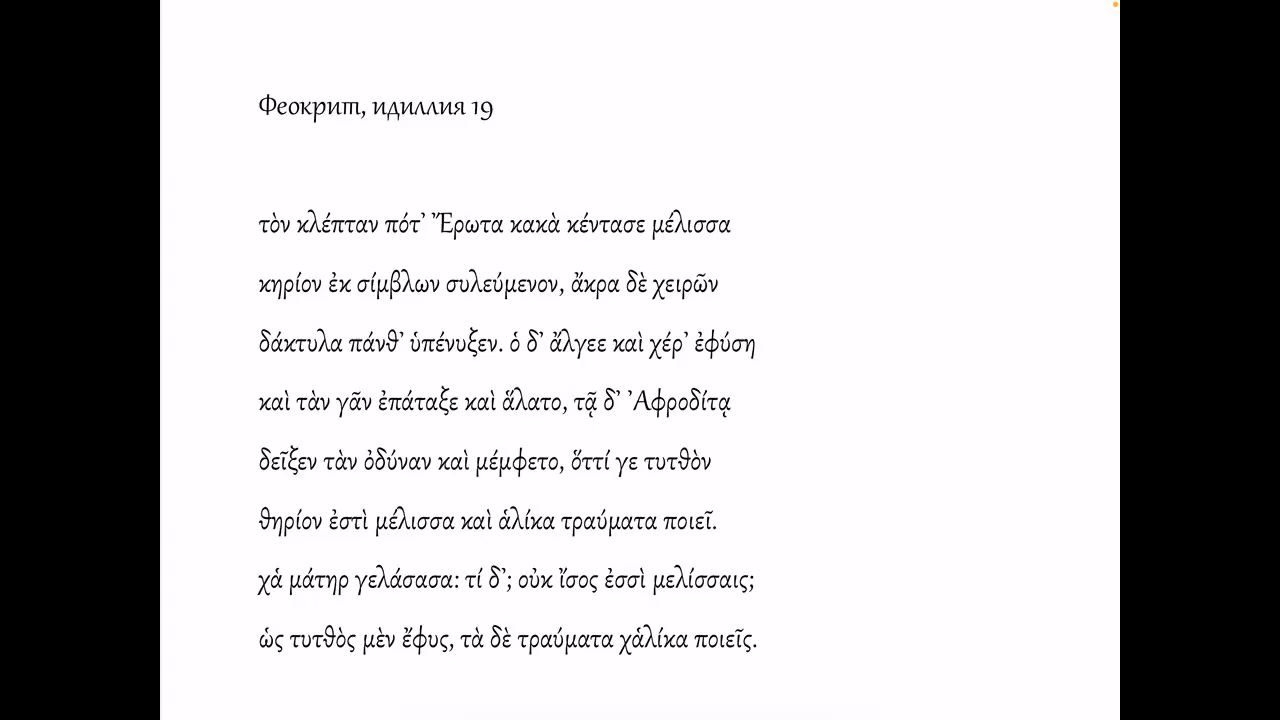 Феокрит, идиллия 19
τὸν κλέπταν πότ’ Ἔρωτα κακὰ κέντασε μέλισσα
κηρίον ἐκ σίμβλων συλεύμενον, ἄκρα δὲ χειρῶν
δάκτυλα πάνθ’ ὑπένυξεν. ὁ δ’ ἄλγεε καὶ χέρ’ ἐφύση
καὶ τὰν γᾶν ἐπάταξε καὶ ἅλατο, τᾷ δ’ Ἀφροδίτᾳ
δεῖξεν τὰν ὀδύναν καὶ μέμφετο, ὅττί γε τυτθὸν
θηρίον ἐστὶ μέλισσα καὶ ἁλίκα τραύματα ποιεῖ.
χἁ μάτηρ γελάσασα: τί δ’; οὐκ ἴσος ἐσσὶ μελίσσαις;
ὡς τυτθὸς μὲν ἔφυς, τὰ δὲ τραύματα χἁλίκα ποιεῖς.